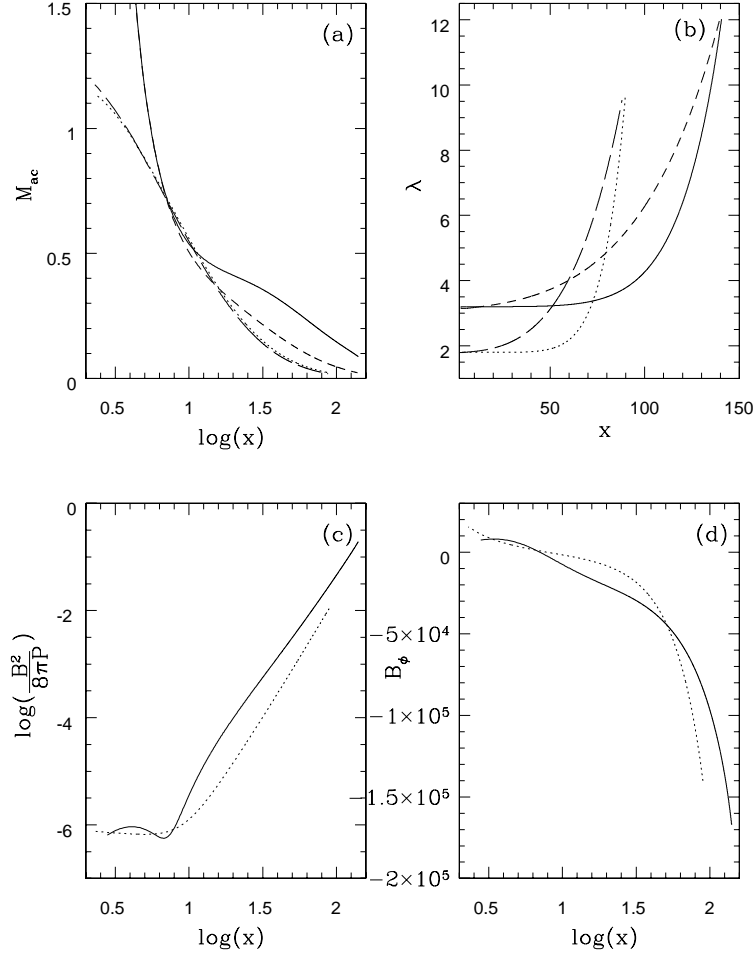 1.5
1
0.5
0
M_ac
0.5 1 1.5 2
log(x)
(a)
12
10
8
6
4
2
λ
50 100 150
x
(b)
0
-2
-4
-6
log(B²/8πP)
0.5 1 1.5 2
log(x)
(c)
0
−5×10⁴
−1×10⁵
−1.5×10⁵
−2×10⁵
B_ϕ
0.5 1 1.5 2
log(x)
(d)